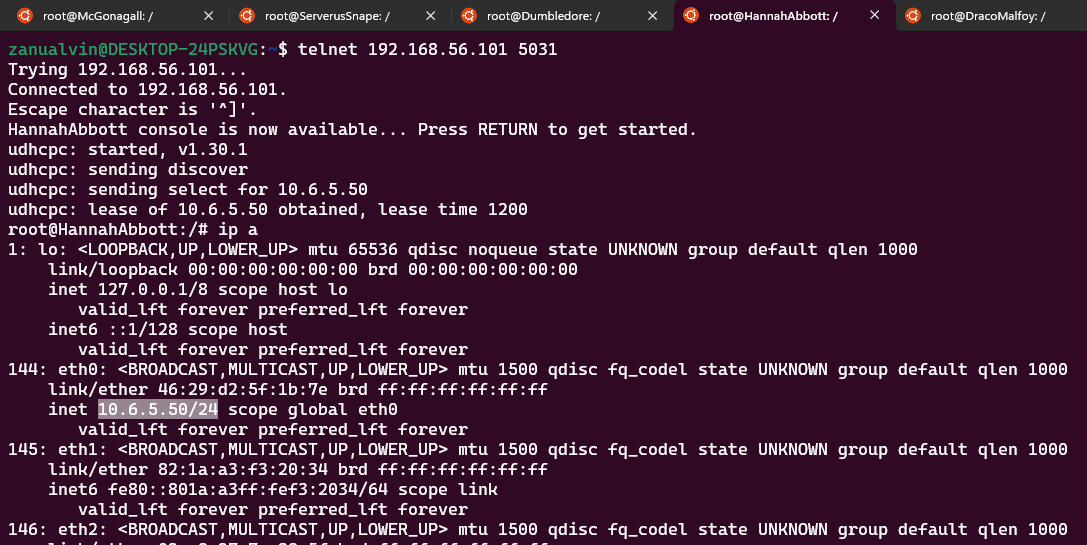 root@McGonagall: /
root@ServerusSnape: /
root@Dumbledore: /
root@HannahAbbott: /
root@DracoMalfoy: /
zanualvin@DESKTOP-24PSKVG:~$ telnet 192.168.56.101 5031
Trying 192.168.56.101...
Connected to 192.168.56.101.
Escape character is '^]'.
HannahAbbott console is now available... Press RETURN to get started.
udhcpc: started, v1.30.1
udhcpc: sending discover
udhcpc: sending select for 10.6.5.50
udhcpc: lease of 10.6.5.50 obtained, lease time 1200
root@HannahAbbott:/# ip a
1: lo: <LOOPBACK,UP,LOWER_UP> mtu 65536 qdisc noqueue state UNKNOWN group default qlen 1000
    link/loopback 00:00:00:00:00:00 brd 00:00:00:00:00:00
    inet 127.0.0.1/8 scope host lo
       valid_lft forever preferred_lft forever
    inet6 ::1/128 scope host
       valid_lft forever preferred_lft forever
144: eth0: <BROADCAST,MULTICAST,UP,LOWER_UP> mtu 1500 qdisc fq_codel state UNKNOWN group default qlen 1000
    link/ether 46:29:d2:5f:1b:7e brd ff:ff:ff:ff:ff:ff
    inet 10.6.5.50/24 scope global eth0
       valid_lft forever preferred_lft forever
145: eth1: <BROADCAST,MULTICAST,UP,LOWER_UP> mtu 1500 qdisc fq_codel state UNKNOWN group default qlen 1000
    link/ether 82:1a:a3:f3:20:34 brd ff:ff:ff:ff:ff:ff
    inet6 fe80::801a:a3ff:fef3:2034/64 scope link
       valid_lft forever preferred_lft forever
146: eth2: <BROADCAST,MULTICAST,UP,LOWER_UP> mtu 1500 qdisc fq_codel state UNKNOWN group default qlen 1000